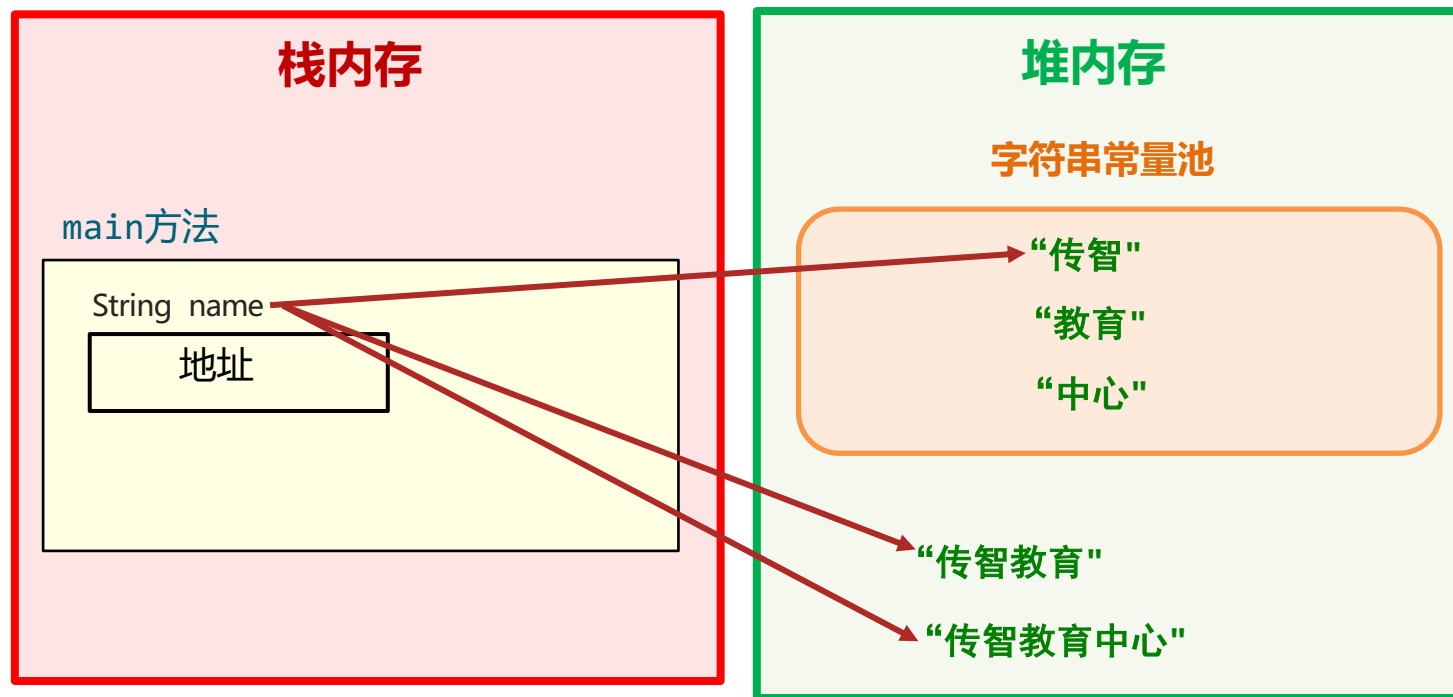 栈内存
main方法
String name
地址
堆内存
字符串常量池
“传智"
“教育"
“中心"
“传智教育"
“传智教育中心"